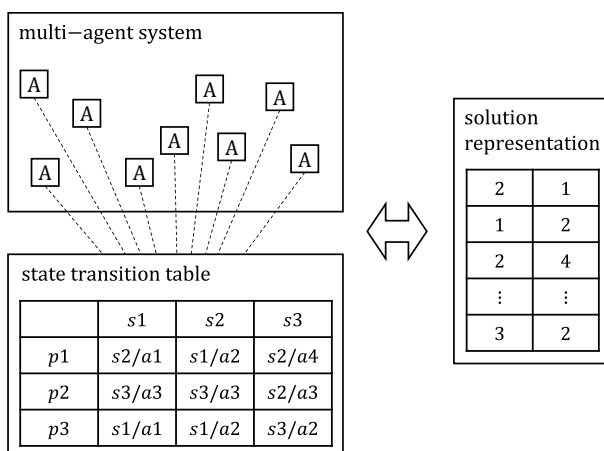 multi−agent system
A
A
A
A
A
A
A
A
A
state transition table
s1 s2 s3
p1 s2/a1 s1/a2 s2/a4
p2 s3/a3 s3/a3 s2/a3
p3 s1/a1 s1/a2 s3/a2
solution
representation
2 1
1 2
2 4
⋮ ⋮
3 2